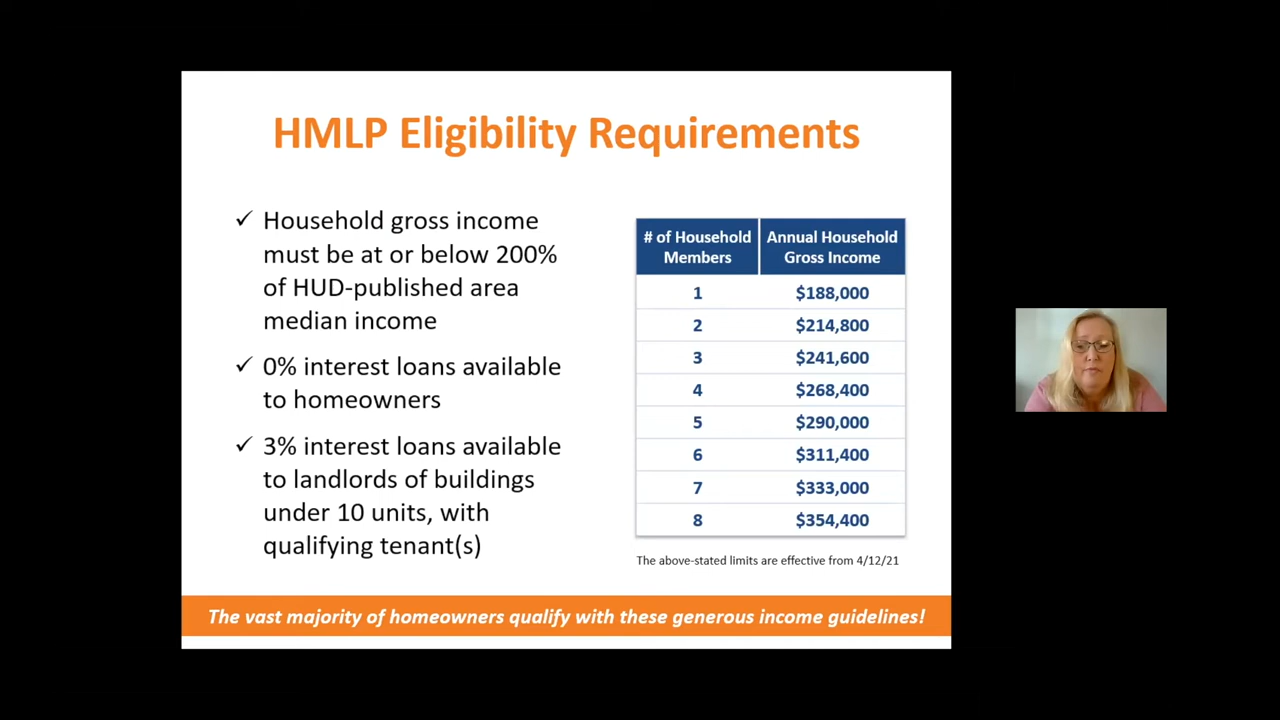 HMLP Eligibility Requirements
✓ Household gross income
must be at or below 200%
of HUD-published area
median income
✓ 0% interest loans available
to homeowners
✓ 3% interest loans available
to landlords of buildings
under 10 units, with
qualifying tenant(s)
# of Household Members Annual Household Gross Income
1 $188,000
2 $214,800
3 $241,600
4 $268,400
5 $290,000
6 $311,400
7 $333,000
8 $354,400
The above-stated limits are effective from 4/12/21
The vast majority of homeowners qualify with these generous income guidelines!